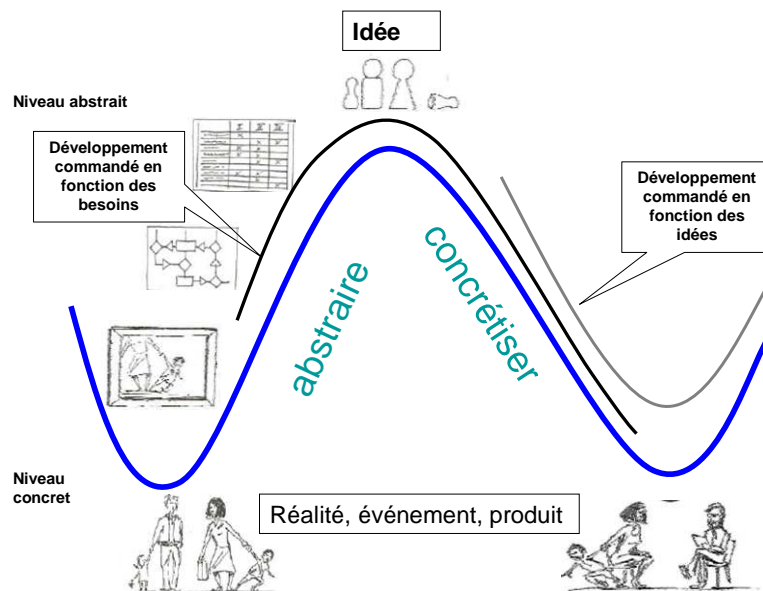 Idée
Niveau abstrait
Développement
commandé en
fonction des
besoins
Développement
commandé en
fonction des
idées
abstraire
concrétiser
Niveau
concret
Réalité, événement, produit